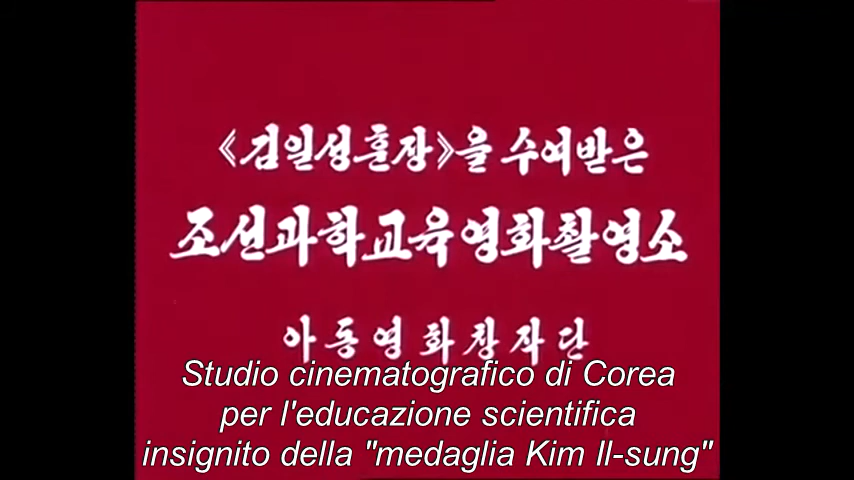 《김일성훈장》을 수여받은
조선과학교육영화촬영소
아동영화창작단
Studio cinematografico di Corea
per l'educazione scientifica
insignito della "medaglia Kim Il-sung"